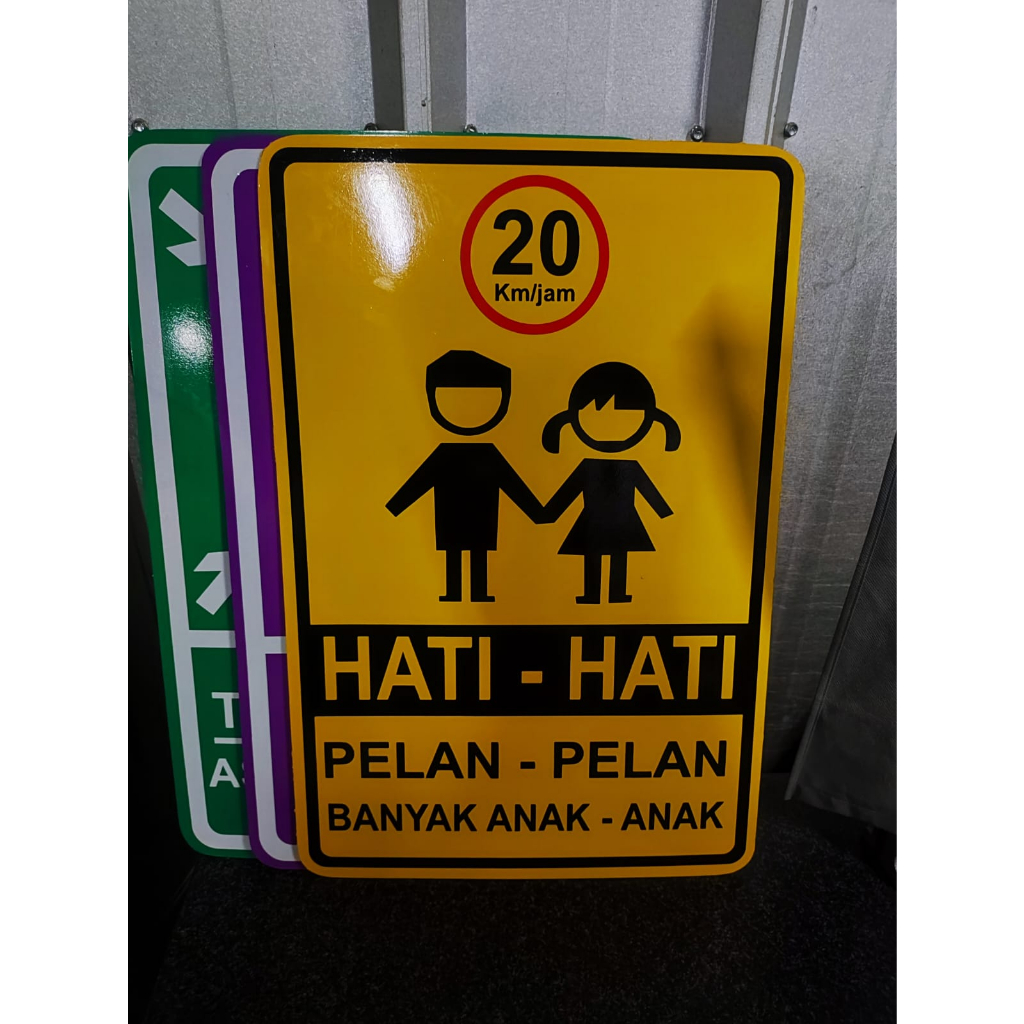 20
Km/jam
HATI - HATI
PELAN - PELAN
BANYAK ANAK - ANAK